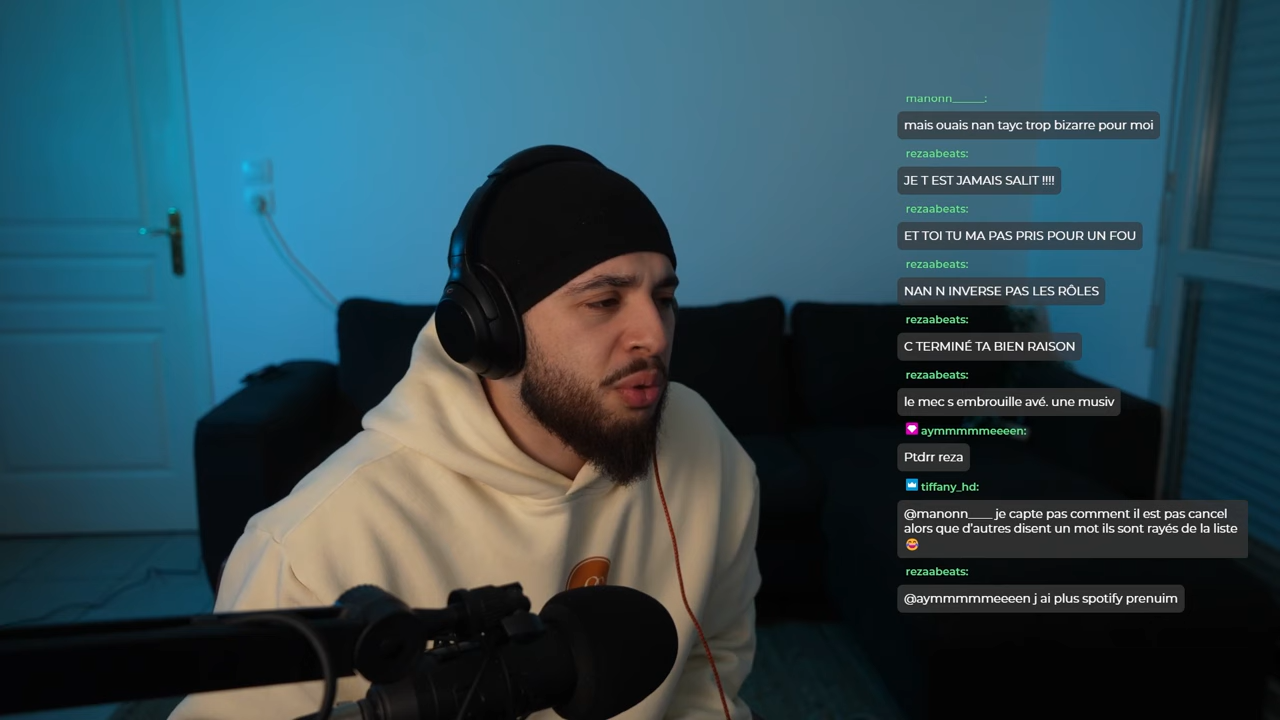 manonn_____:
mais ouais nan tayc trop bizarre pour moi
rezaabeats:
JE T EST JAMAIS SALIT !!!!
rezaabeats:
ET TOI TU MA PAS PRIS POUR UN FOU
rezaabeats:
NAN N INVERSE PAS LES RÔLES
rezaabeats:
C TERMINÉ TA BIEN RAISON
rezaabeats:
le mec s embrouille avé. une musiv
aymmmmmeeeen:
Ptdrr reza
tiffany_hd:
@manonn___ je capte pas comment il est pas cancel
alors que d'autres disent un mot ils sont rayés de la liste
😂
rezaabeats:
@aymmmmmeeeen j ai plus spotify prenuim